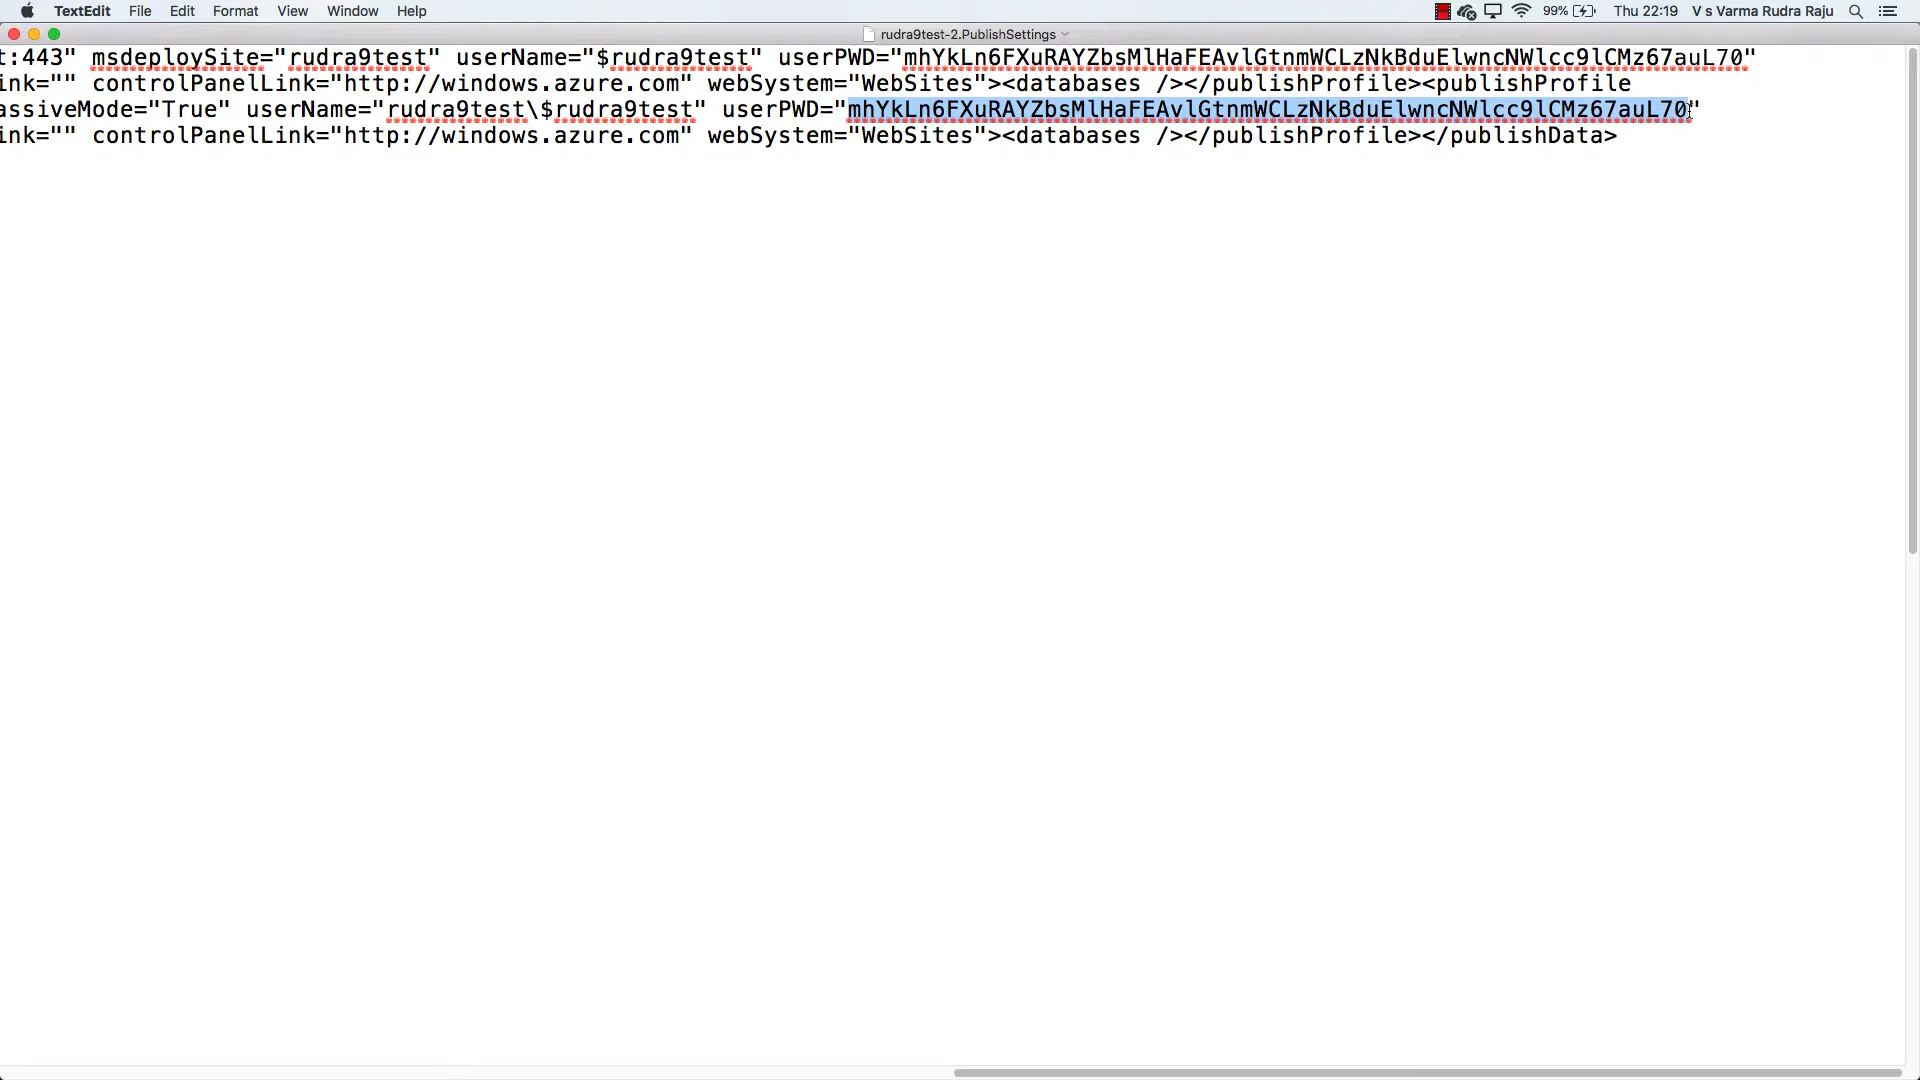 TextEdit File Edit Format View Window Help 99% Thu 22:19 V s Varma Rudra Raju
rudra9test-2.PublishSettings
t:443" msdeploySite="rudra9test" userName="$rudra9test" userPWD="mhYkLn6FXuRAYZbsMlHaFEAvlGtnmWCLzNkBduElwncNWlcc9lCMz67auL70"
ink="" controlPanelLink="http://windows.azure.com" webSystem="WebSites"><databases /></publishProfile><publishProfile
assiveMode="True" userName="rudra9test\$rudra9test" userPWD="mhYkLn6FXuRAYZbsMlHaFEAvlGtnmWCLzNkBduElwncNWlcc9lCMz67auL70"
ink="" controlPanelLink="http://windows.azure.com" webSystem="WebSites"><databases /></publishProfile></publishData>